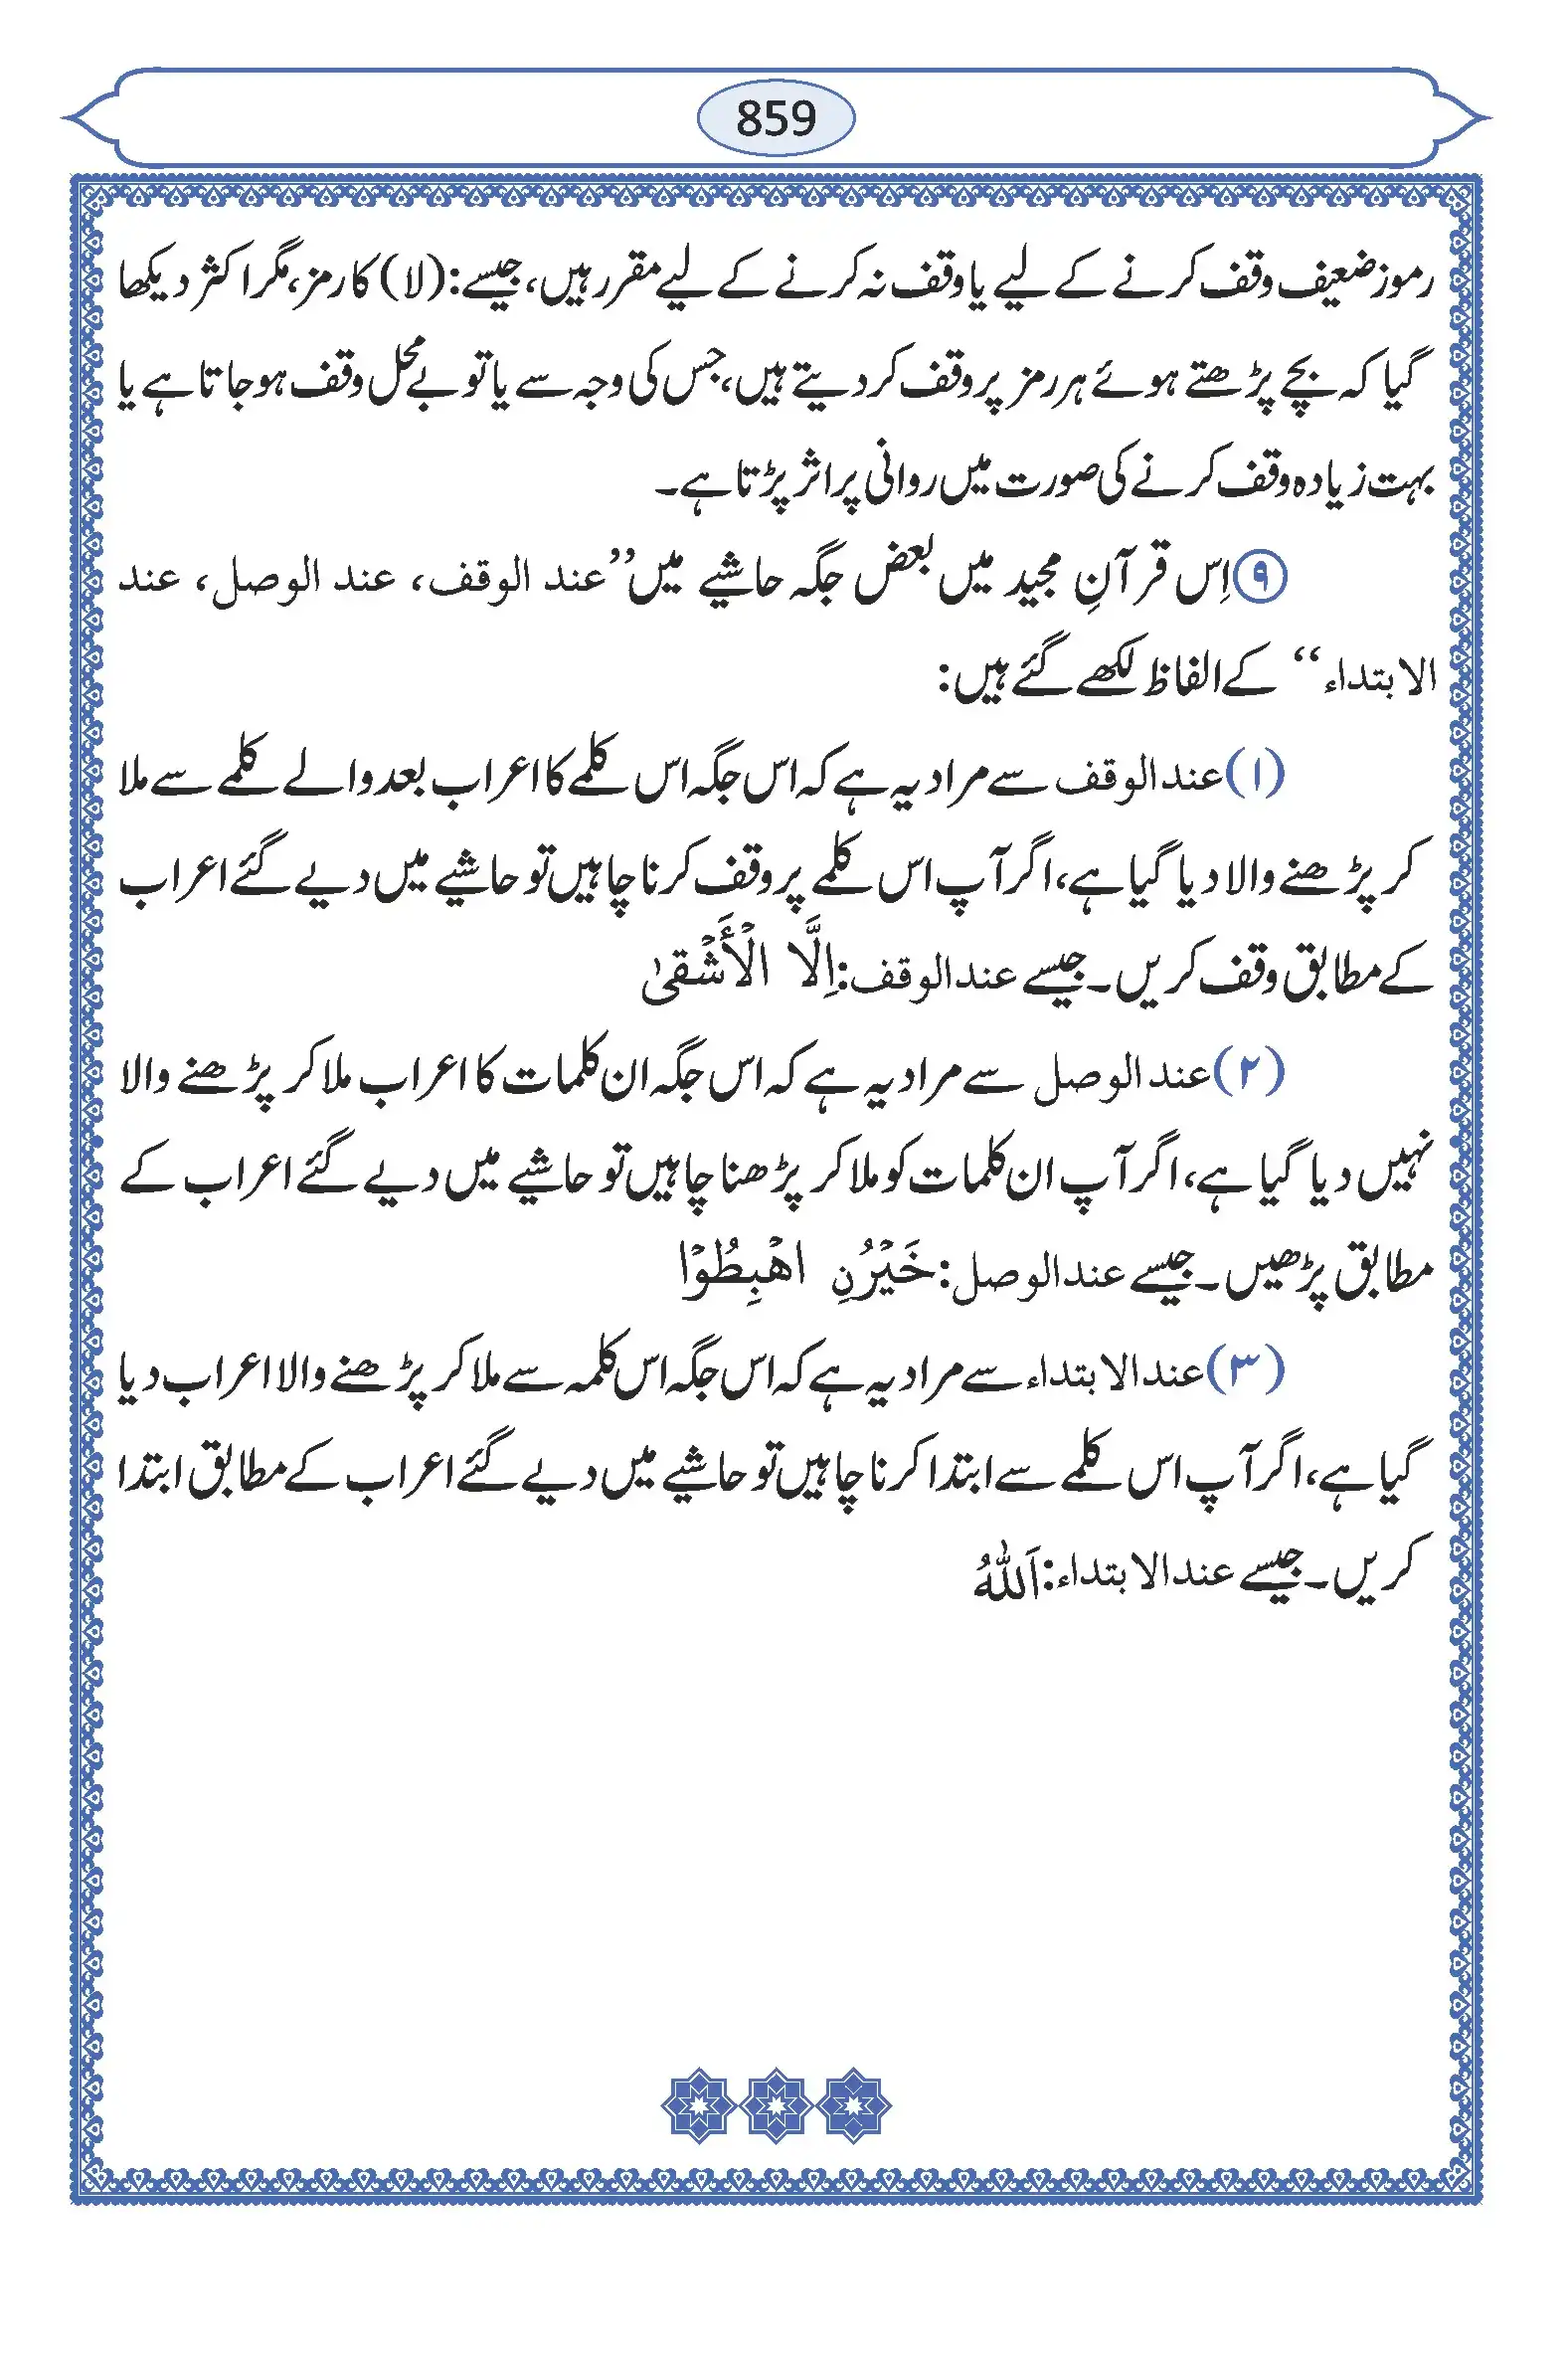 859
رموز ضعیف وقف کرنے کے لیے یا وقف نہ کرنے کے لیے مقرر ہیں، جیسے: (لا) کا رمز، مگر اکثر دیکھا
گیا کہ بچے پڑھتے ہوئے ہر رمز پر وقف کر دیتے ہیں، جس کی وجہ سے یا تو بے محل وقف ہو جاتا ہے یا
بہت زیادہ وقف کرنے کی صورت میں روانی پر اثر پڑتا ہے۔
۹ اِس قرآنِ مجید میں بعض جگہ حاشیے میں ’’عند الوقف، عند الوصل، عند
الابتداء‘‘ کے الفاظ لکھے گئے ہیں:
(۱) عند الوقف سے مراد یہ ہے کہ اس جگہ اس کلمے کا اعراب بعد والے کلمے سے ملا
کر پڑھنے والا دیا گیا ہے، اگر آپ اس کلمے پر وقف کرنا چاہیں تو حاشیے میں دیے گئے اعراب
کے مطابق وقف کریں۔ جیسے عند الوقف: اِلَّا الْأَشْقٰی
(۲) عند الوصل سے مراد یہ ہے کہ اس جگہ ان کلمات کا اعراب ملا کر پڑھنے والا
نہیں دیا گیا ہے، اگر آپ ان کلمات کو ملا کر پڑھنا چاہیں تو حاشیے میں دیے گئے اعراب کے
مطابق پڑھیں۔ جیسے عند الوصل: خَیْرُنِ اهْبِطُوْا
(۳) عند الابتداء سے مراد یہ ہے کہ اس جگہ اس کلمہ سے ملا کر پڑھنے والا اعراب دیا
گیا ہے، اگر آپ اس کلمے سے ابتدا کرنا چاہیں تو حاشیے میں دیے گئے اعراب کے مطابق ابتدا
کریں۔ جیسے عند الابتداء: اَللّٰهُ